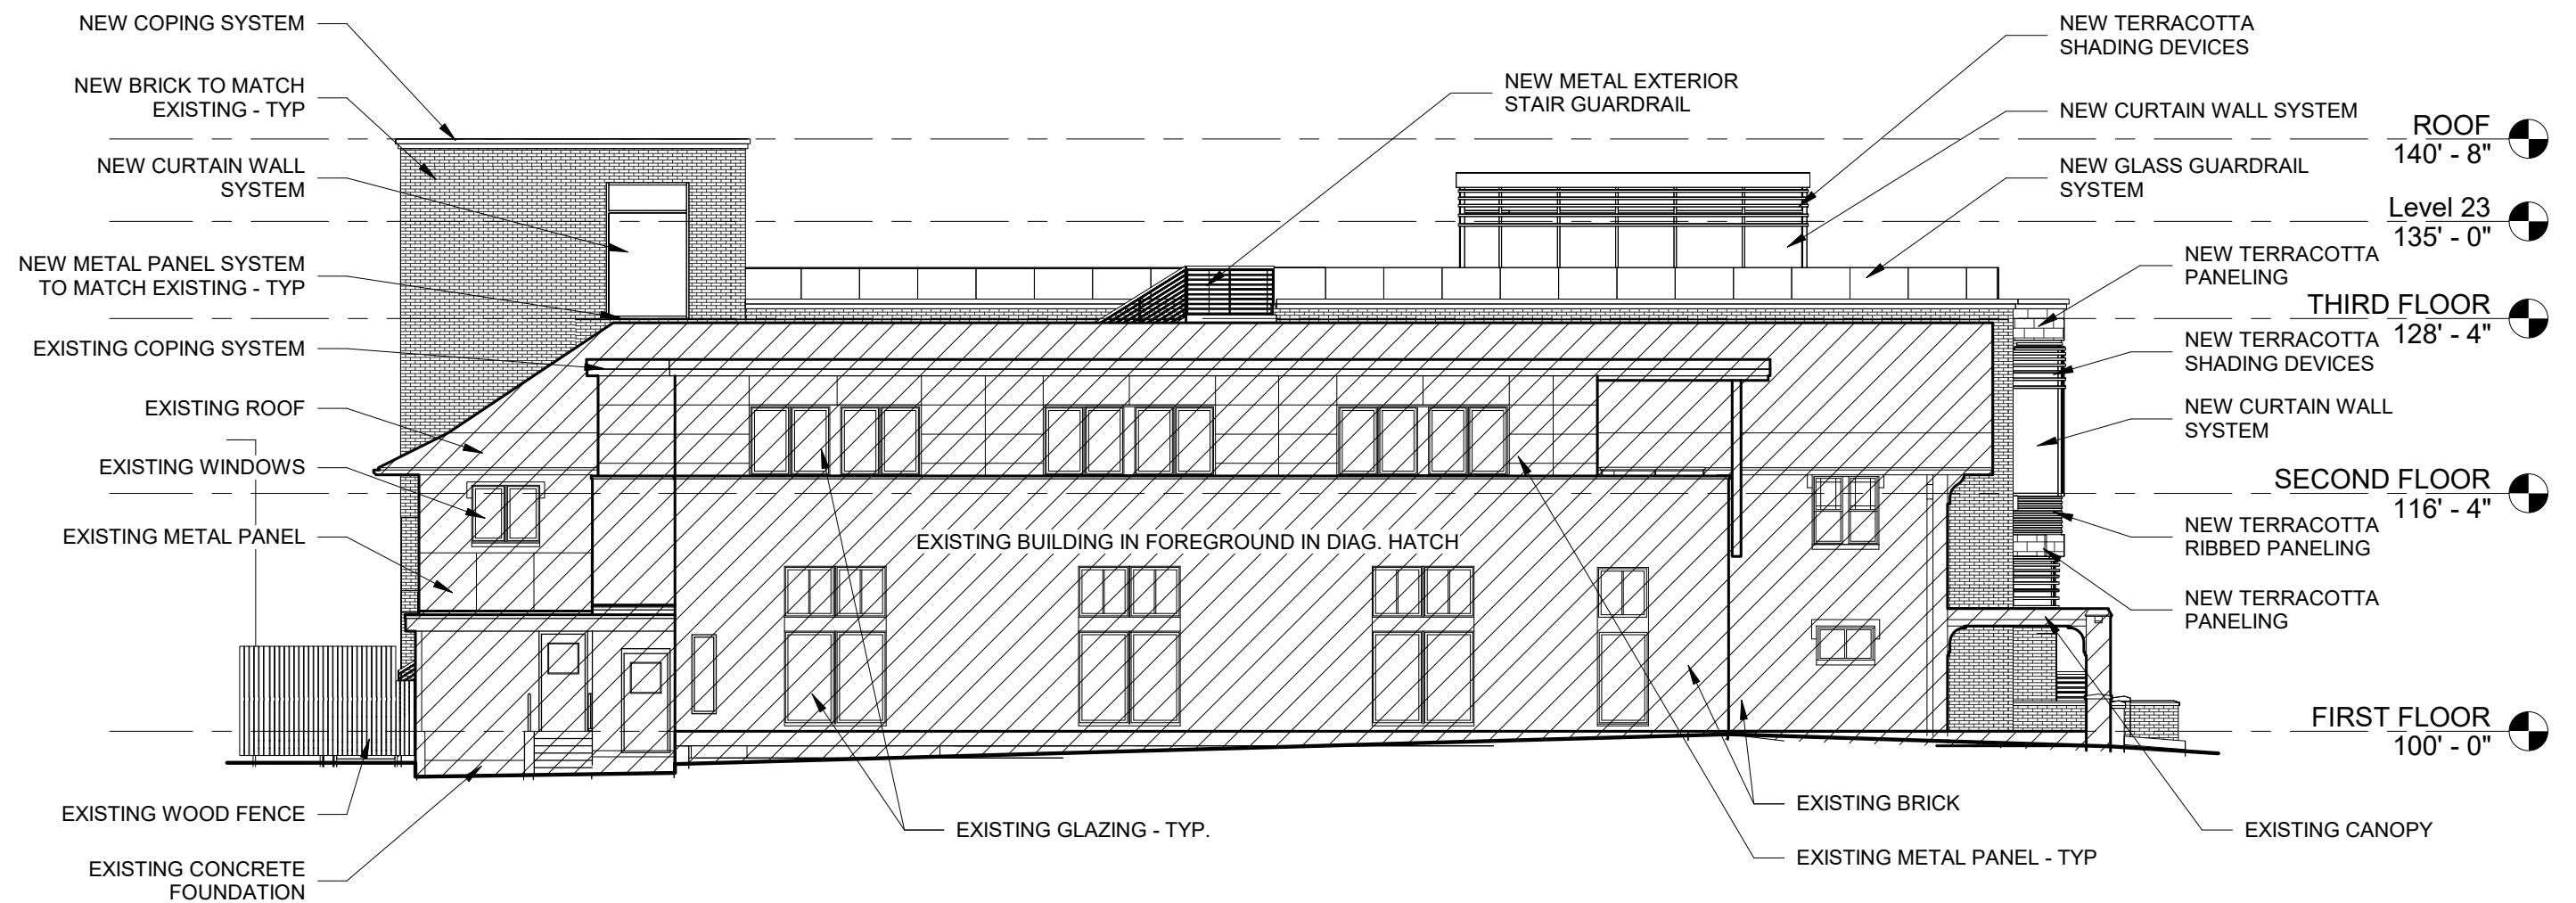 NEW COPING SYSTEM
NEW BRICK TO MATCH
EXISTING - TYP
NEW CURTAIN WALL
SYSTEM
NEW METAL PANEL SYSTEM
TO MATCH EXISTING - TYP
EXISTING COPING SYSTEM
EXISTING ROOF
EXISTING WINDOWS
EXISTING METAL PANEL
EXISTING WOOD FENCE
EXISTING CONCRETE
FOUNDATION
NEW METAL EXTERIOR
STAIR GUARDRAIL
EXISTING BUILDING IN FOREGROUND IN DIAG. HATCH
EXISTING GLAZING - TYP.
EXISTING BRICK
EXISTING METAL PANEL - TYP
EXISTING CANOPY
NEW TERRACOTTA
SHADING DEVICES
NEW CURTAIN WALL SYSTEM
NEW GLASS GUARDRAIL
SYSTEM
NEW TERRACOTTA
PANELING
NEW TERRACOTTA
SHADING DEVICES
NEW CURTAIN WALL
SYSTEM
NEW TERRACOTTA
RIBBED PANELING
NEW TERRACOTTA
PANELING
ROOF
140' - 8"
Level 23
135' - 0"
THIRD FLOOR
128' - 4"
SECOND FLOOR
116' - 4"
FIRST FLOOR
100' - 0"